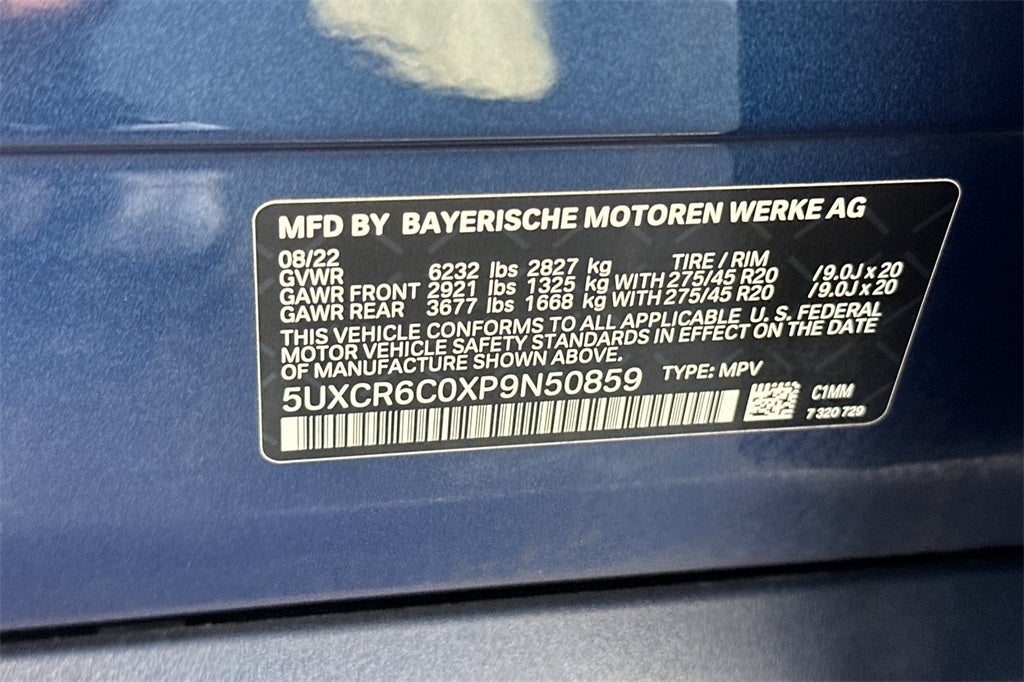 MFD BY BAYERISCHE MOTOREN WERKE AG
08/22 TIRE / RIM
GVWR 6232 lbs 2827 kg
GAWR FRONT 2921 lbs 1325 kg WITH 275/45 R20 /9.0J x 20
GAWR REAR 3677 lbs 1668 kg WITH 275/45 R20 /9.0J x 20
THIS VEHICLE CONFORMS TO ALL APPLICABLE U. S. FEDERAL
MOTOR VEHICLE SAFETY STANDARDS IN EFFECT ON THE DATE
OF MANUFACTURE SHOWN ABOVE.
5UXCR6C0XP9N50859 TYPE: MPV
C1MM
7 320 729